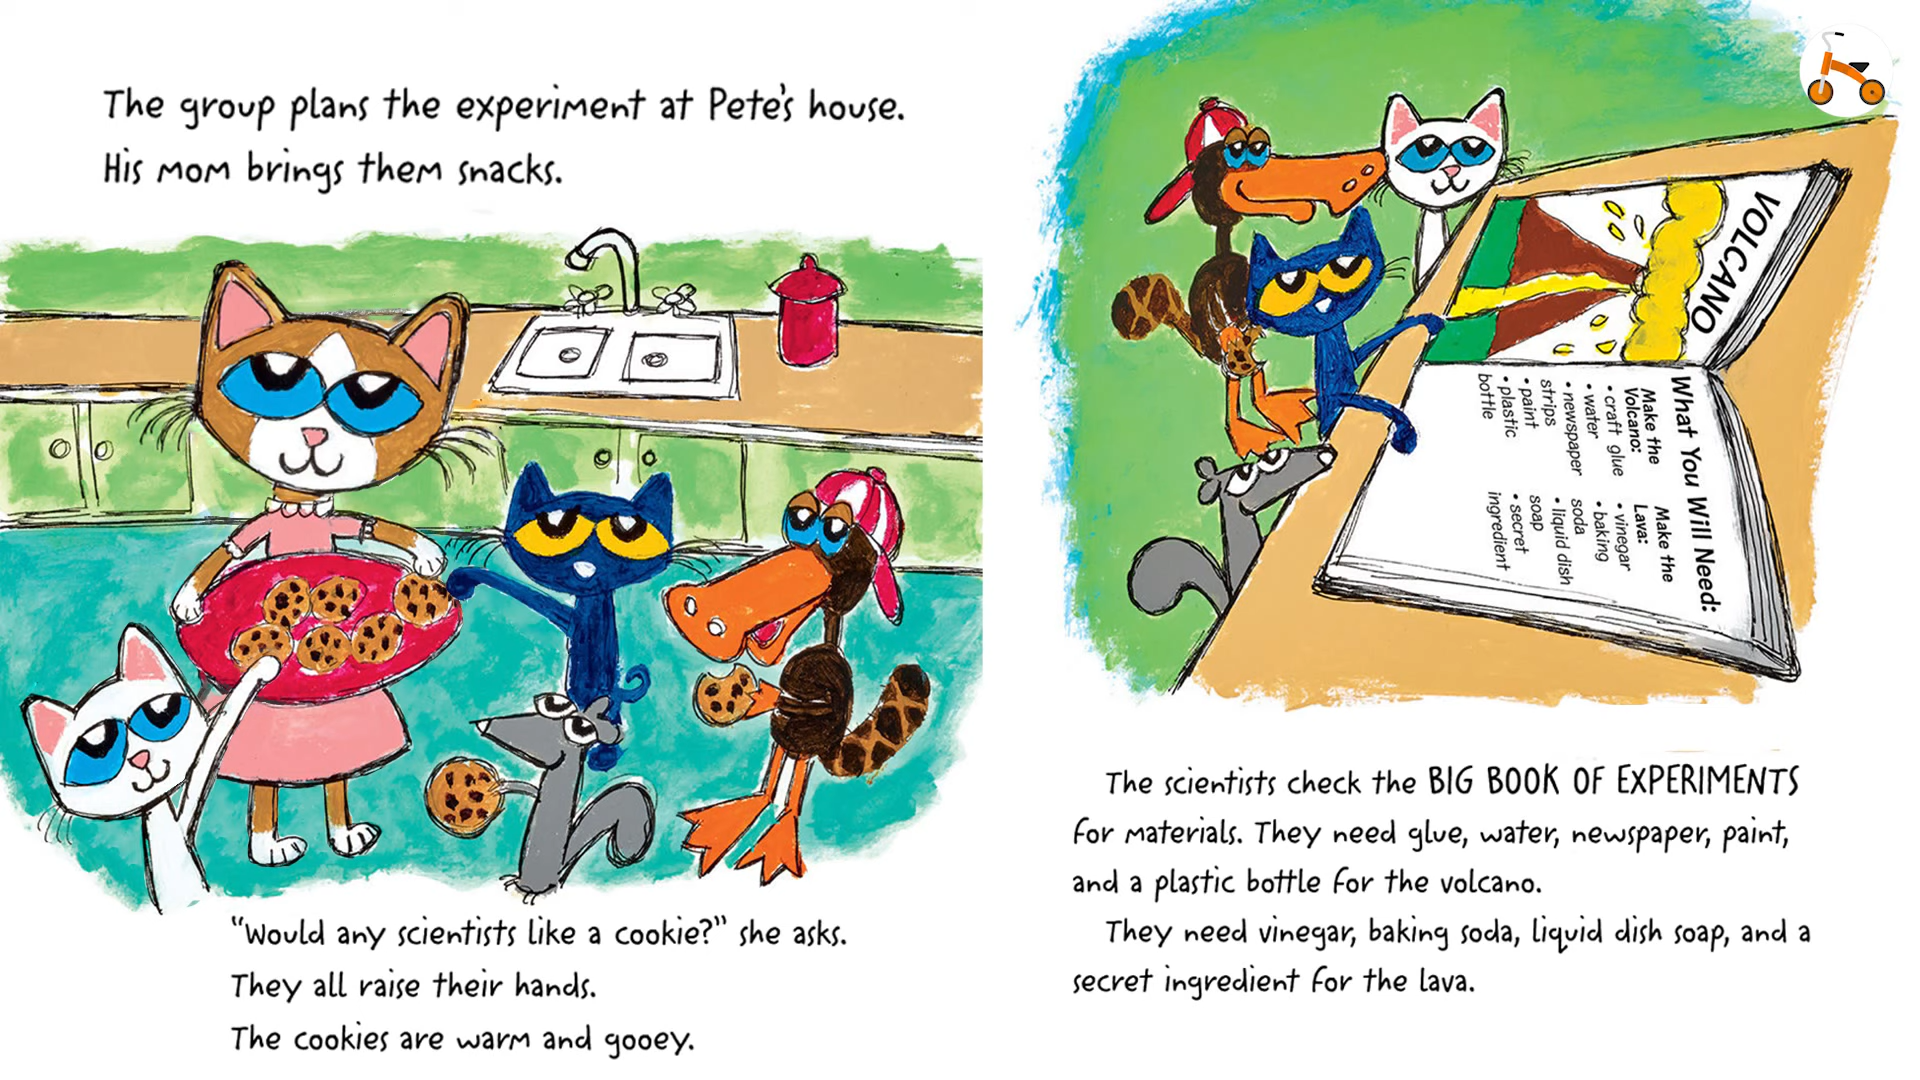 The group plans the experiment at Pete's house.
His mom brings them snacks.
“Would any scientists like a cookie?” she asks.
They all raise their hands.
The cookies are warm and gooey.
VOLCANO
What You Will Need:
Make the
Volcano:
• craft glue
• water
• newspaper
strips
• paint
• plastic
bottle
Make the
Lava:
• vinegar
• baking
soda
• liquid dish
soap
• secret
ingredient
The scientists check the BIG BOOK OF EXPERIMENTS
for materials. They need glue, water, newspaper, paint,
and a plastic bottle for the volcano.
They need vinegar, baking soda, liquid dish soap, and a
secret ingredient for the lava.